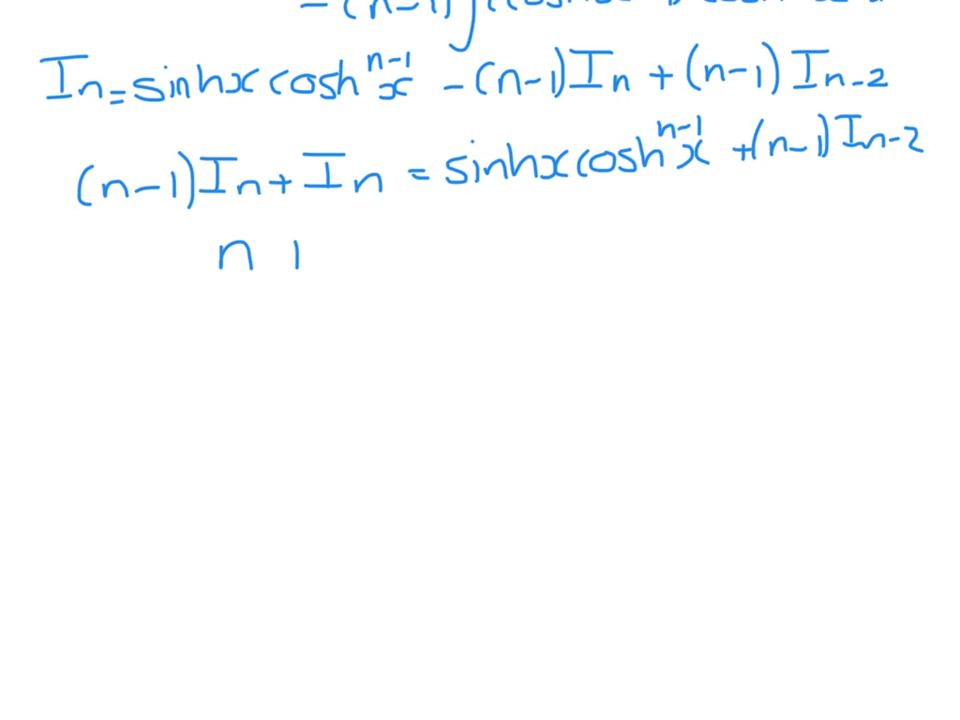 - (n-1)∫(cosh
In = sinhx cosh^{n-1}x - (n-1)In + (n-1)In-2
(n-1)In + In = sinhx cosh^{n-1}x + (n-1)In-2
n I